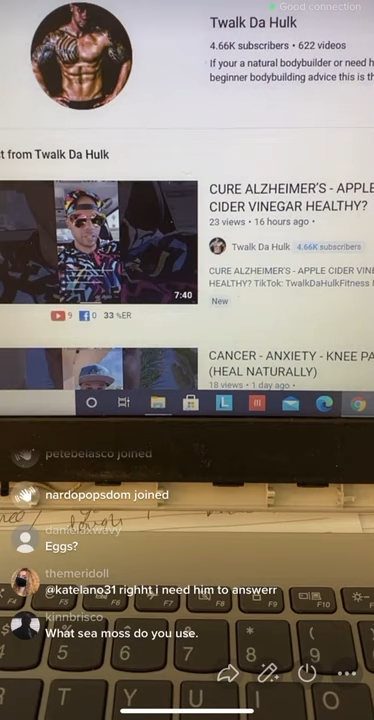 Good connection
Twalk Da Hulk
4.66K subscribers • 622 videos
If your a natural bodybuilder or need h
beginner bodybuilding advice this is th
t from Twalk Da Hulk
CURE ALZHEIMER'S - APPLE
CIDER VINEGAR HEALTHY?
23 views • 16 hours ago •
Twalk Da Hulk 4.66K subscribers
CURE ALZHEIMER'S - APPLE CIDER VINE
HEALTHY? TikTok: TwalkDaHulkFitness
7:40
New
9 0 33 %ER
CANCER - ANXIETY - KNEE PA
(HEAL NATURALLY)
18 views • 1 day ago •
L
petebelasco joined
nardopopsdom joined
danielaxwavy
Eggs?
themeridoll
@katelano31 righht i need him to answerr
kinnbrisco
What sea moss do you use.
F4 F5 F6 F7 F8 F9 F10
$ * (
4 5 6 7 8 9
R T Y U I O